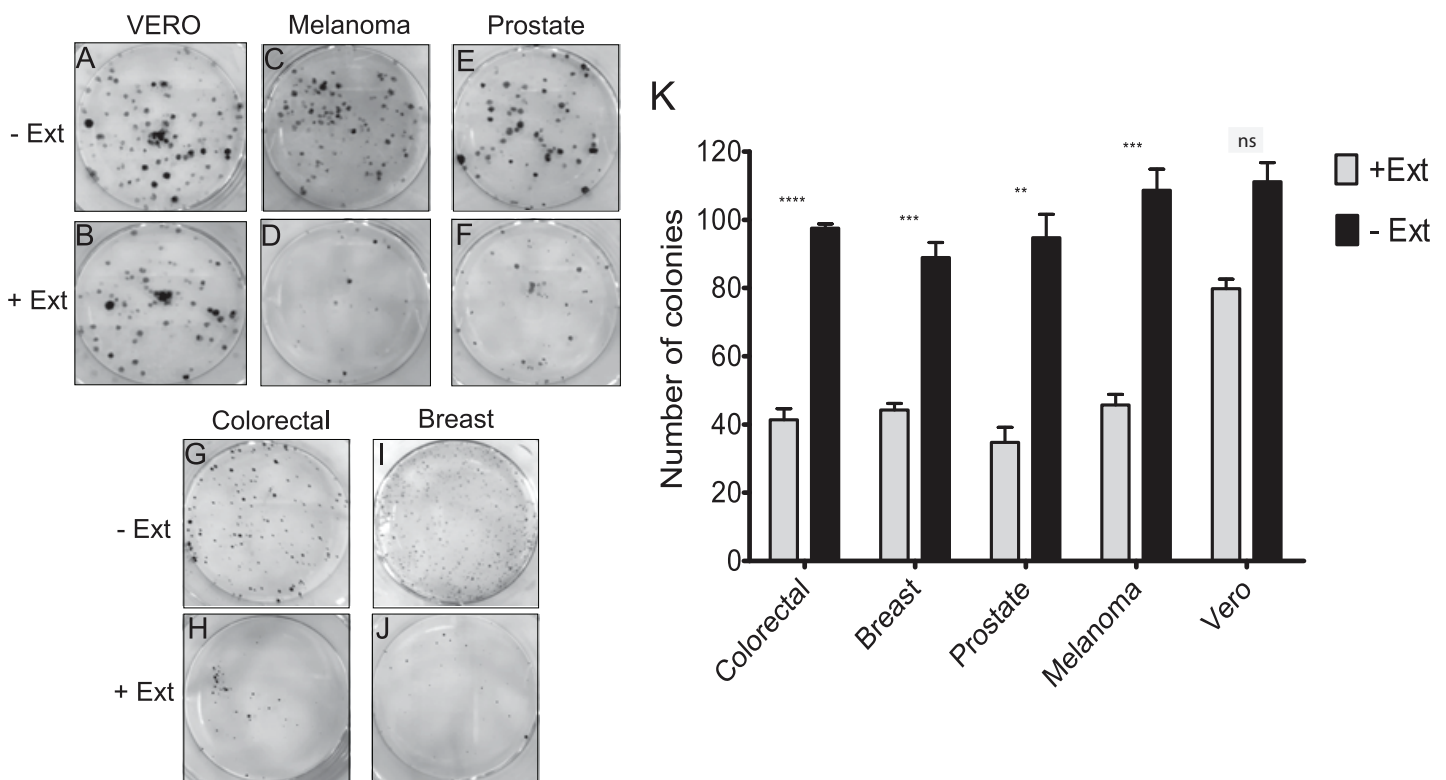 VERO Melanoma Prostate
A C E
- Ext
B D F
+ Ext
Colorectal Breast
G I
- Ext
H J
+ Ext
K
Number of colonies
120
100
80
60
40
20
0
**** *** ** *** ns
Colorectal Breast Prostate Melanoma Vero
+Ext
- Ext